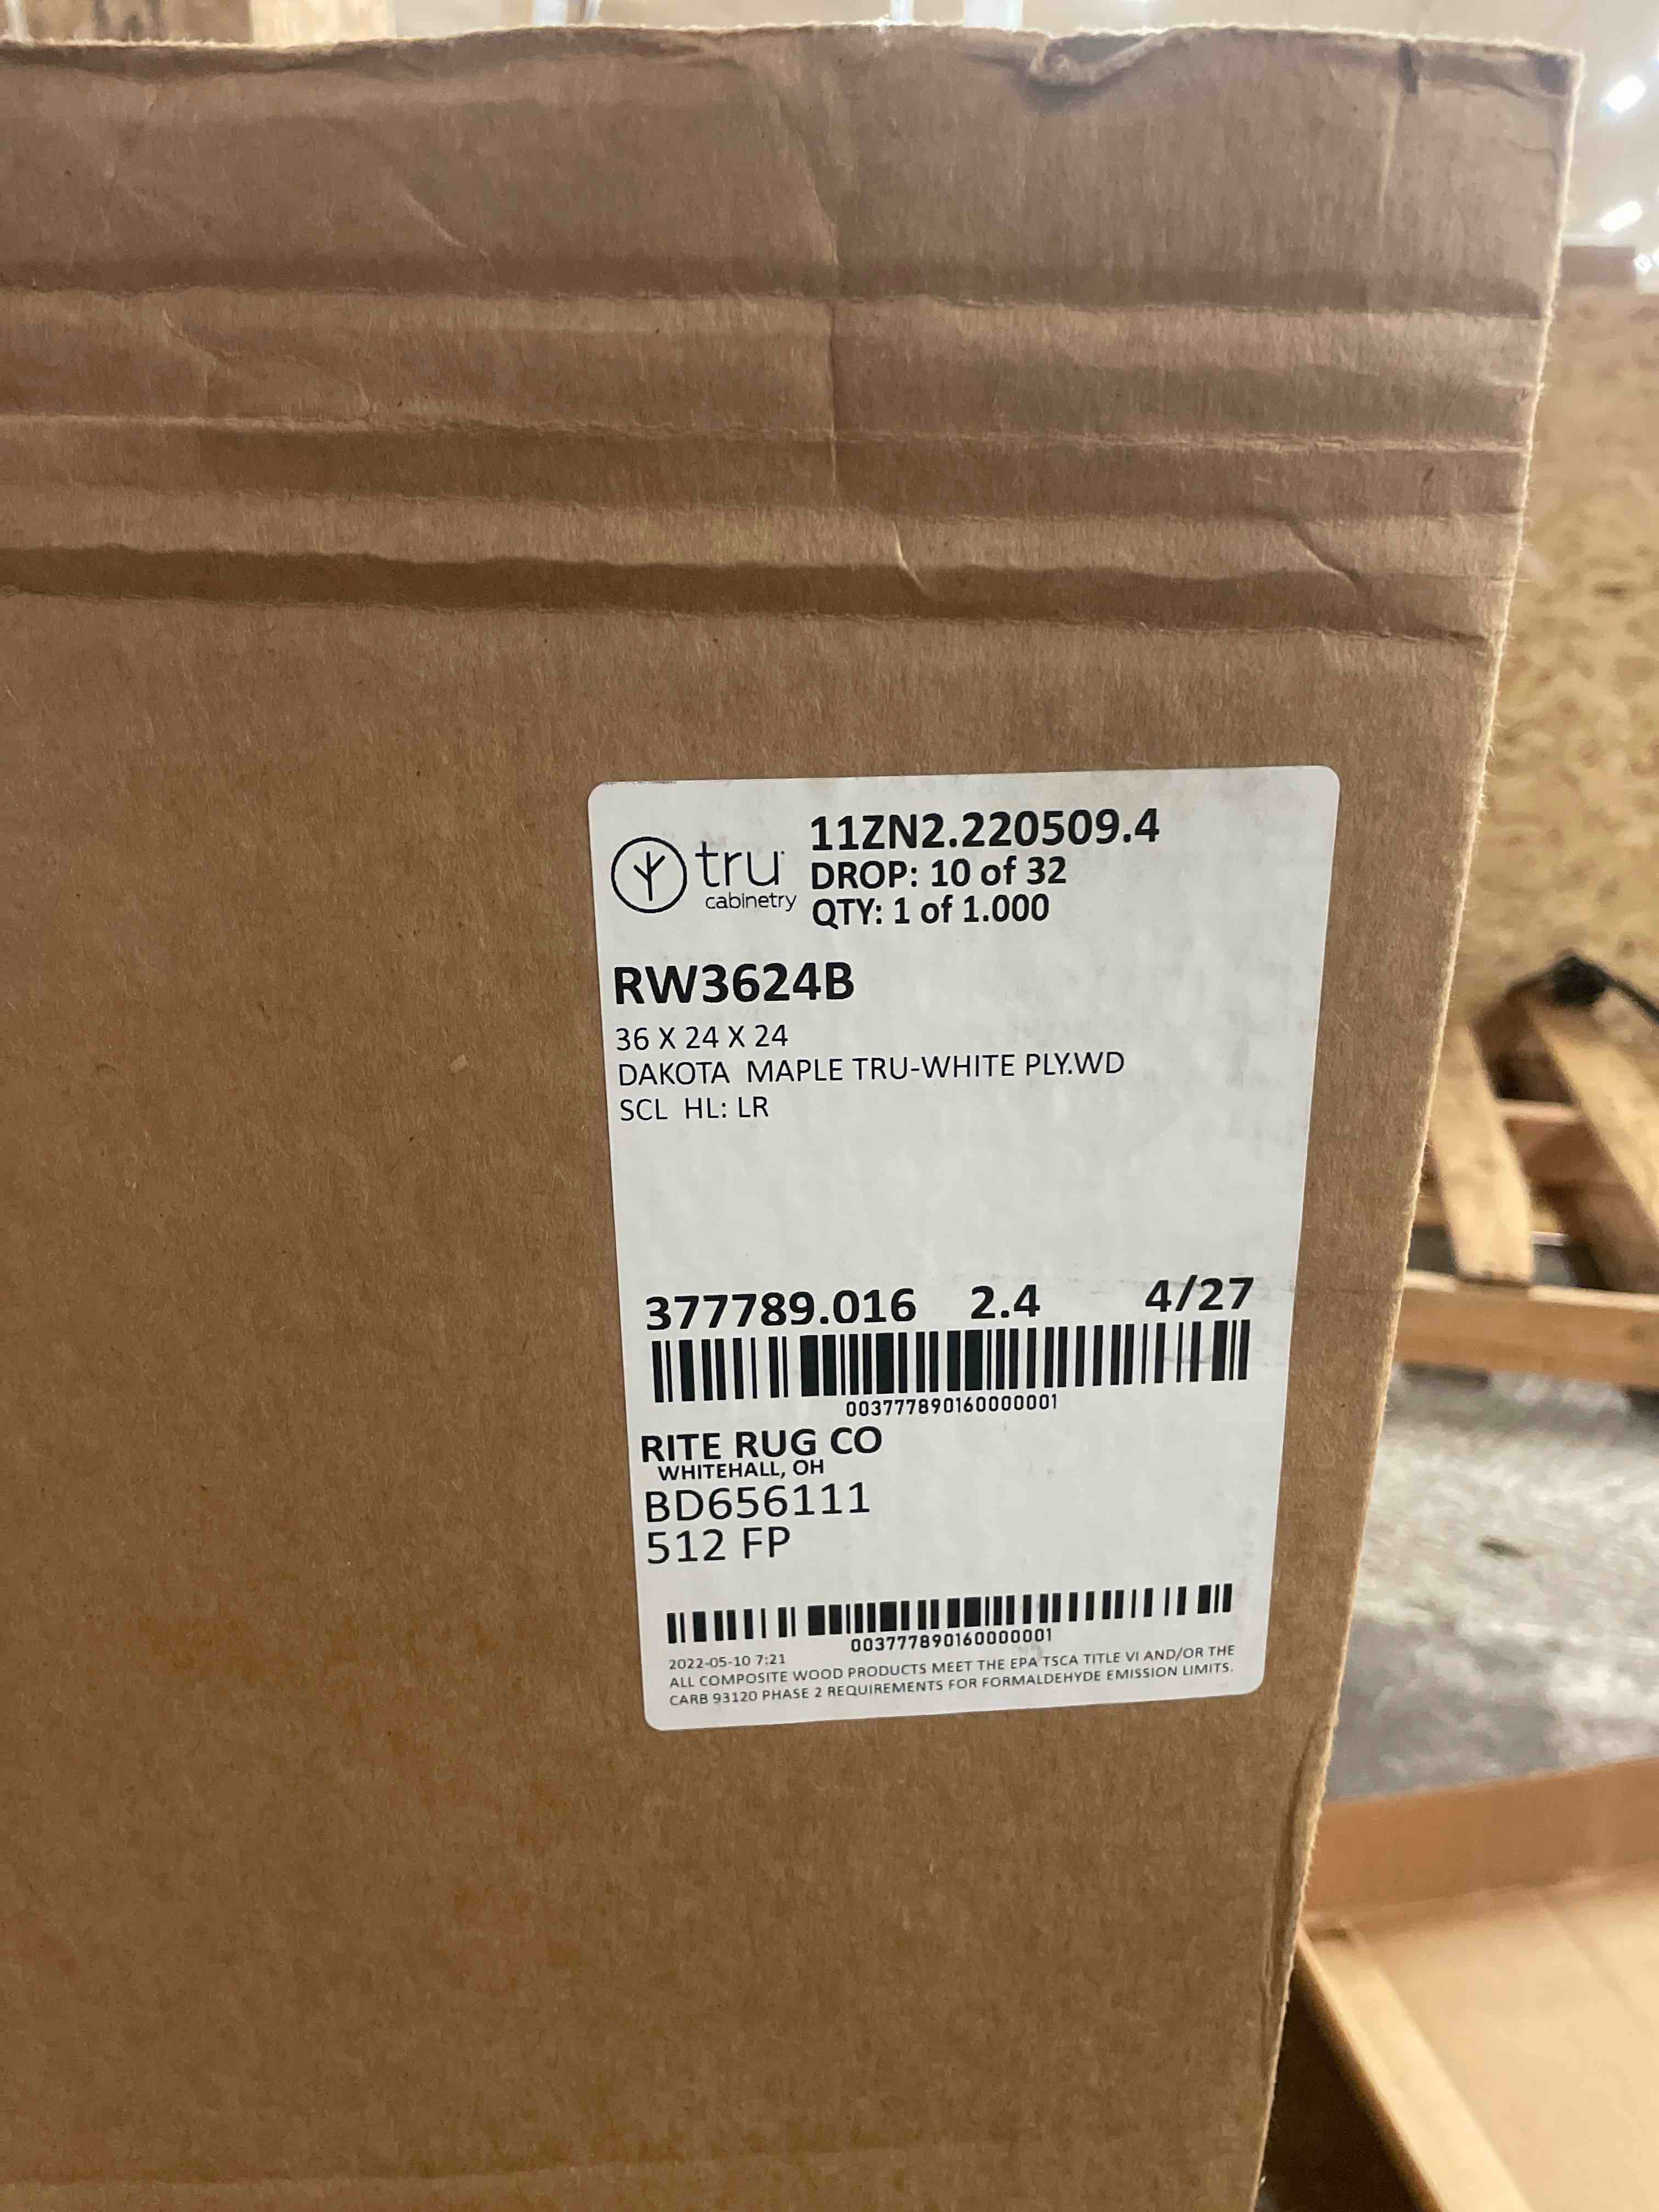 tru
cabinetry
11ZN2.220509.4
DROP: 10 of 32
QTY: 1 of 1.000
RW3624B
36 X 24 X 24
DAKOTA  MAPLE TRU-WHITE PLY.WD
SCL  HL: LR
377789.016 2.4 4/27
003777890160000001
RITE RUG CO
WHITEHALL, OH
BD656111
512 FP
003777890160000001
2022-05-10 7:21
ALL COMPOSITE WOOD PRODUCTS MEET THE EPA TSCA TITLE VI AND/OR THE
CARB 93120 PHASE 2 REQUIREMENTS FOR FORMALDEHYDE EMISSION LIMITS.